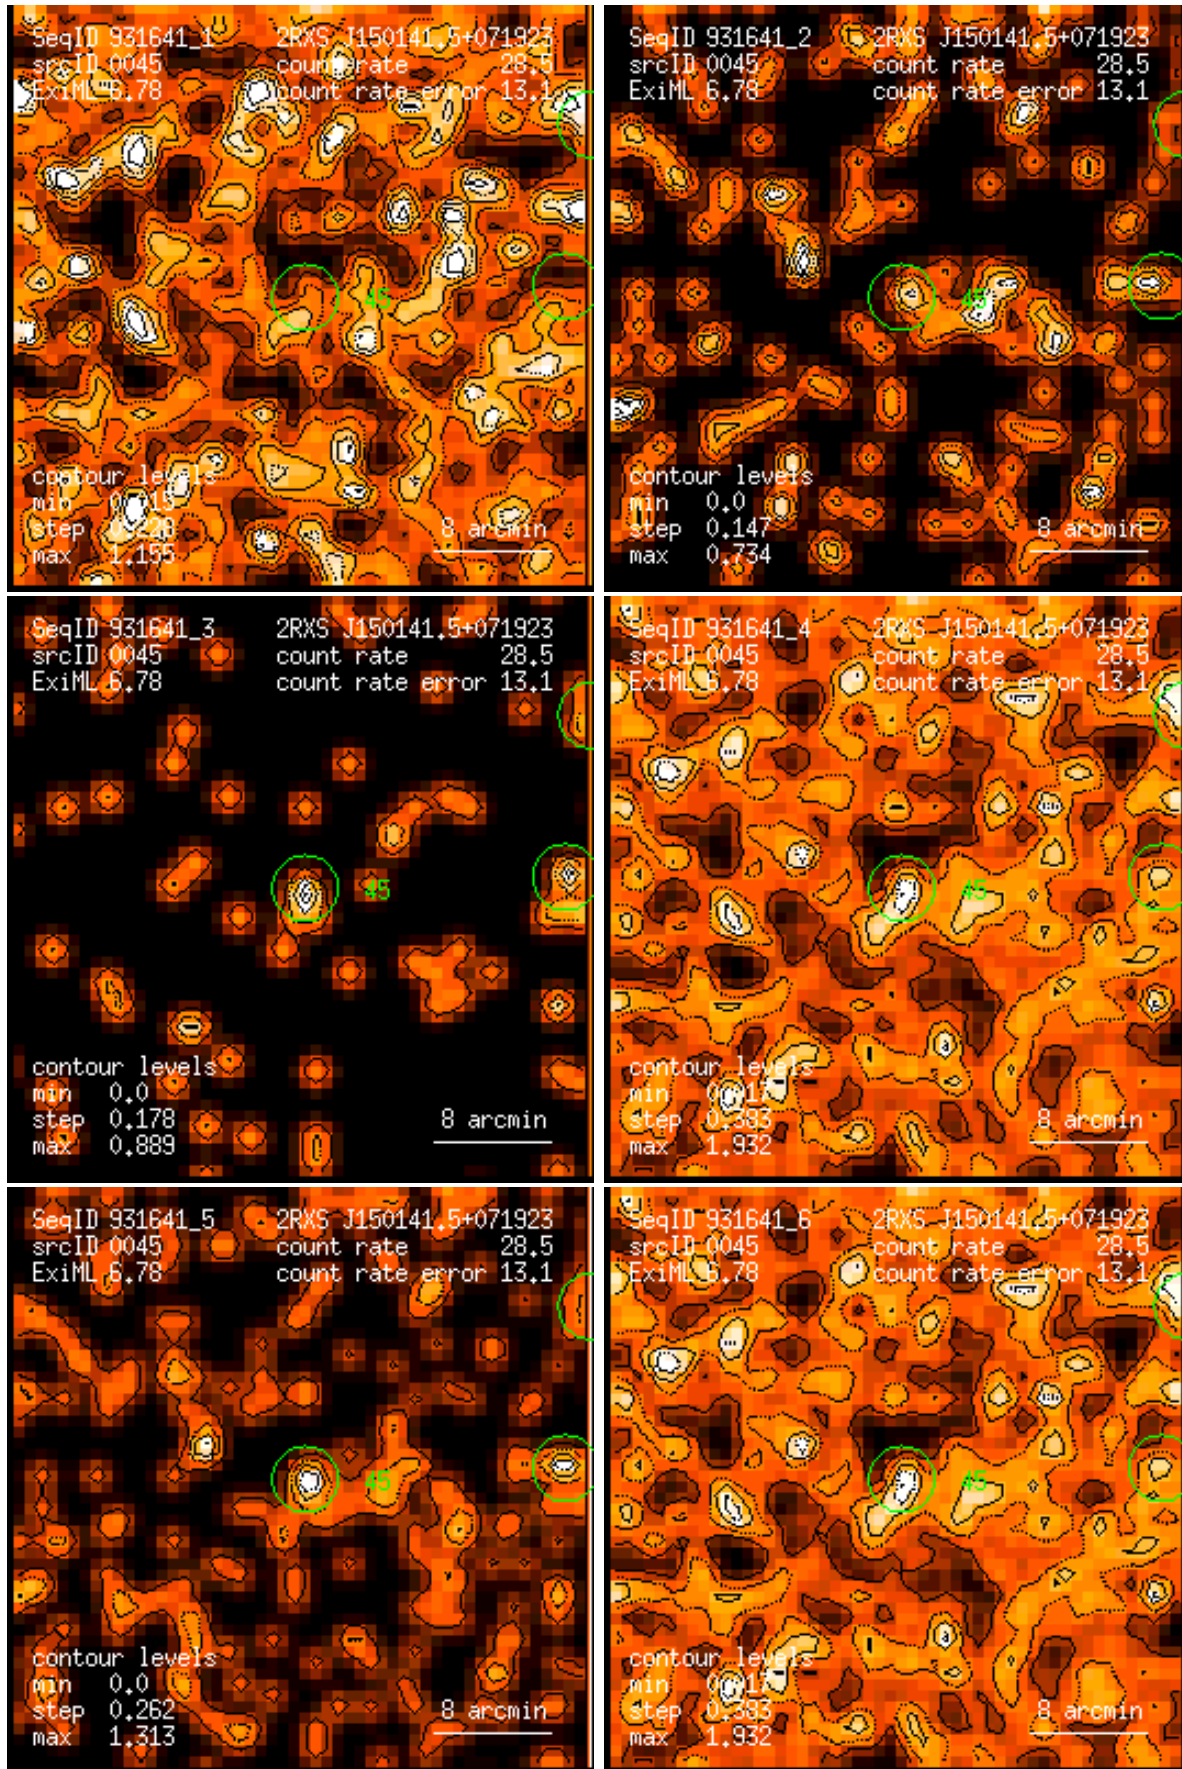 SeqID 931641_1 2RXS J150141.5+071923
srcID 0045 count rate 28.5
ExiML 6.78 count rate error 13.1
45
contour levels
min 0.015
step 0.228 8 arcmin
max 1.155
SeqID 931641_2 2RXS J150141.5+071923
srcID 0045 count rate 28.5
ExiML 6.78 count rate error 13.1
45
contour levels
min 0.0
step 0.147 8 arcmin
max 0.734
SeqID 931641_3 2RXS J150141.5+071923
srcID 0045 count rate 28.5
ExiML 6.78 count rate error 13.1
45
contour levels
min 0.0
step 0.178 8 arcmin
max 0.889
SeqID 931641_4 2RXS J150141.5+071923
srcID 0045 count rate 28.5
ExiML 6.78 count rate error 13.1
45
contour levels
min 0.017
step 0.383 8 arcmin
max 1.932
SeqID 931641_5 2RXS J150141.5+071923
srcID 0045 count rate 28.5
ExiML 6.78 count rate error 13.1
45
contour levels
min 0.0
step 0.262 8 arcmin
max 1.313
SeqID 931641_6 2RXS J150141.5+071923
srcID 0045 count rate 28.5
ExiML 6.78 count rate error 13.1
45
contour levels
min 0.017
step 0.383 8 arcmin
max 1.932